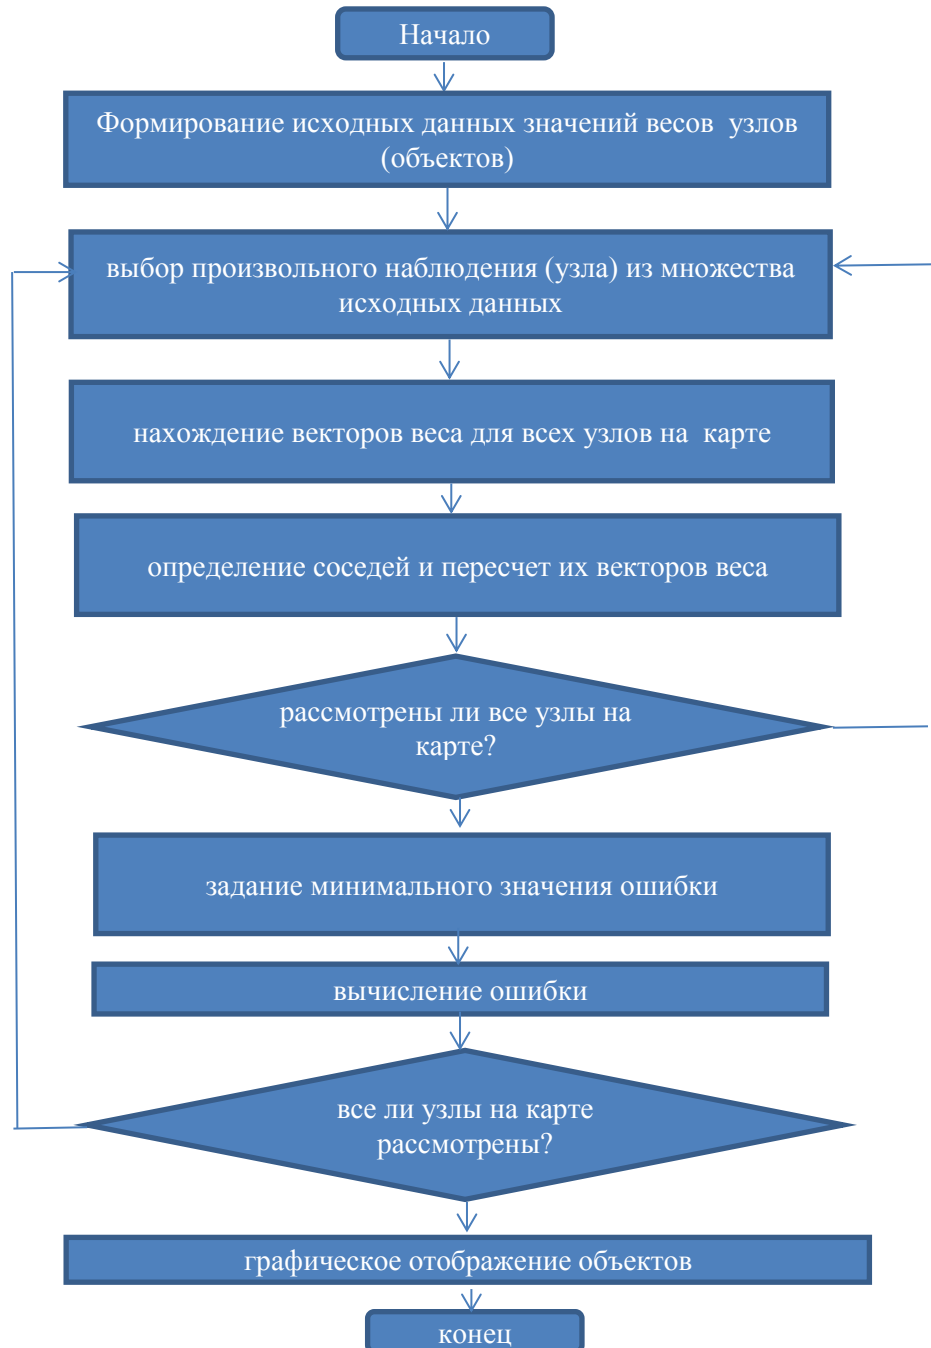 Начало
Формирование исходных данных значений весов узлов
(объектов)
выбор произвольного наблюдения (узла) из множества
исходных данных
нахождение векторов веса для всех узлов на карте
определение соседей и пересчет их векторов веса
рассмотрены ли все узлы на
карте?
задание минимального значения ошибки
вычисление ошибки
все ли узлы на карте
рассмотрены?
графическое отображение объектов
конец